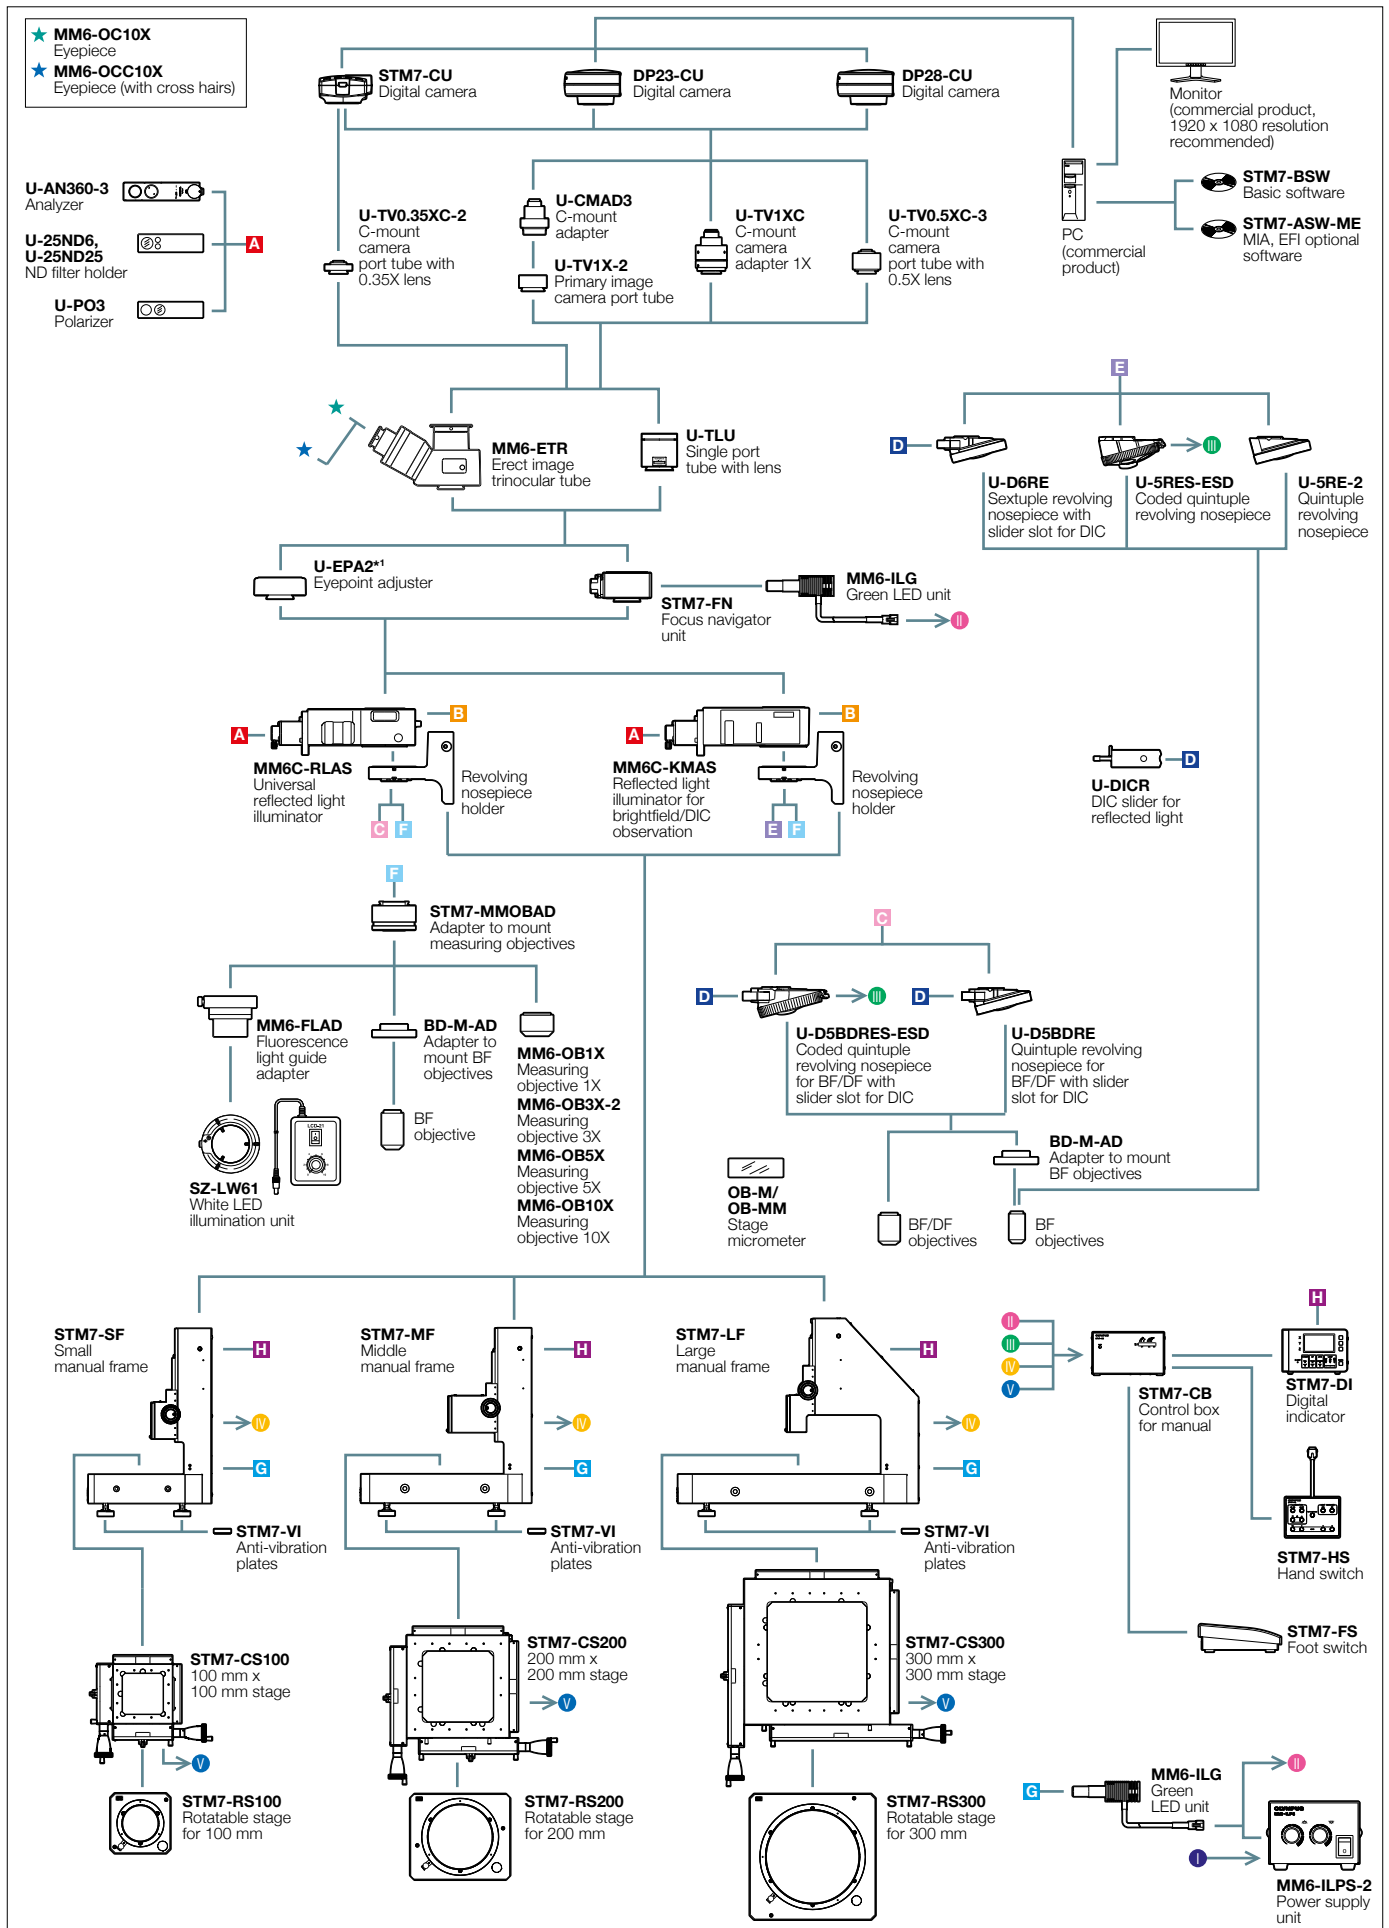 MM6-OC10X
Eyepiece
MM6-OCC10X
Eyepiece (with cross hairs)
STM7-CU
Digital camera
DP23-CU
Digital camera
DP28-CU
Digital camera
Monitor
(commercial product,
1920 x 1080 resolution
recommended)
U-AN360-3
Analyzer
U-25ND6,
U-25ND25
ND filter holder
A
U-PO3
Polarizer
U-TV0.35XC-2
C-mount
camera
port tube with
0.35X lens
U-CMAD3
C-mount
adapter
U-TV1X-2
Primary image
camera port tube
U-TV1XC
C-mount
camera
adapter 1X
U-TV0.5XC-3
C-mount
camera
port tube with
0.5X lens
PC
(commercial
product)
STM7-BSW
Basic software
STM7-ASW-ME
MIA, EFI optional
software
MM6-ETR
Erect image
trinocular tube
U-TLU
Single port
tube with lens
E
D
III
U-D6RE
Sextuple revolving
nosepiece with
slider slot for DIC
U-5RES-ESD
Coded quintuple
revolving nosepiece
U-5RE-2
Quintuple
revolving
nosepiece
U-EPA2*1
Eyepoint adjuster
STM7-FN
Focus navigator
unit
MM6-ILG
Green LED unit
II
A
B
MM6C-RLAS
Universal
reflected light
illuminator
Revolving
nosepiece
holder
C
F
A
B
MM6C-KMAS
Reflected light
illuminator for
brightfield/DIC
observation
Revolving
nosepiece
holder
E
F
D
U-DICR
DIC slider for
reflected light
F
STM7-MMOBAD
Adapter to mount
measuring objectives
MM6-FLAD
Fluorescence
light guide
adapter
BD-M-AD
Adapter to
mount BF
objectives
MM6-OB1X
Measuring
objective 1X
MM6-OB3X-2
Measuring
objective 3X
MM6-OB5X
Measuring
objective 5X
MM6-OB10X
Measuring
objective 10X
BF
objective
SZ-LW61
White LED
illumination unit
C
D
III
D
U-D5BDRES-ESD
Coded quintuple
revolving nosepiece
for BF/DF with
slider slot for DIC
U-D5BDRE
Quintuple revolving
nosepiece for
BF/DF with slider
slot for DIC
BD-M-AD
Adapter to mount
BF objectives
OB-M/
OB-MM
Stage
micrometer
BF/DF
objectives
BF
objectives
STM7-SF
Small
manual frame
H
IV
G
STM7-VI
Anti-vibration
plates
STM7-MF
Middle
manual frame
H
IV
G
STM7-VI
Anti-vibration
plates
STM7-LF
Large
manual frame
H
IV
G
STM7-VI
Anti-vibration
plates
II
III
IV
V
STM7-CB
Control box
for manual
H
STM7-DI
Digital
indicator
STM7-HS
Hand switch
STM7-FS
Foot switch
STM7-CS100
100 mm x
100 mm stage
V
STM7-RS100
Rotatable stage
for 100 mm
STM7-CS200
200 mm x
200 mm stage
V
STM7-RS200
Rotatable stage
for 200 mm
STM7-CS300
300 mm x
300 mm stage
V
STM7-RS300
Rotatable stage
for 300 mm
G
MM6-ILG
Green
LED unit
II
I
OLYMPUS
MM6-ILPS-2
Power supply
unit